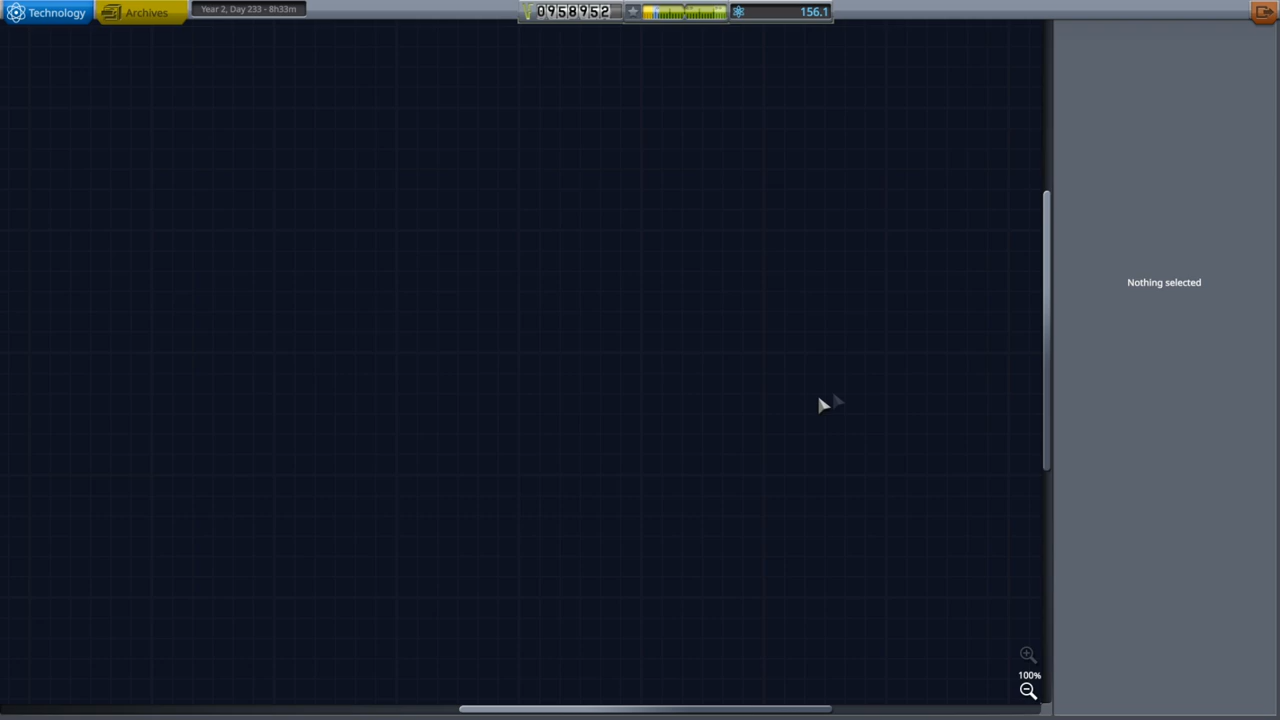 Technology
Archives
Year 2, Day 233 - 8h33m
0958952
156.1
Nothing selected
100%